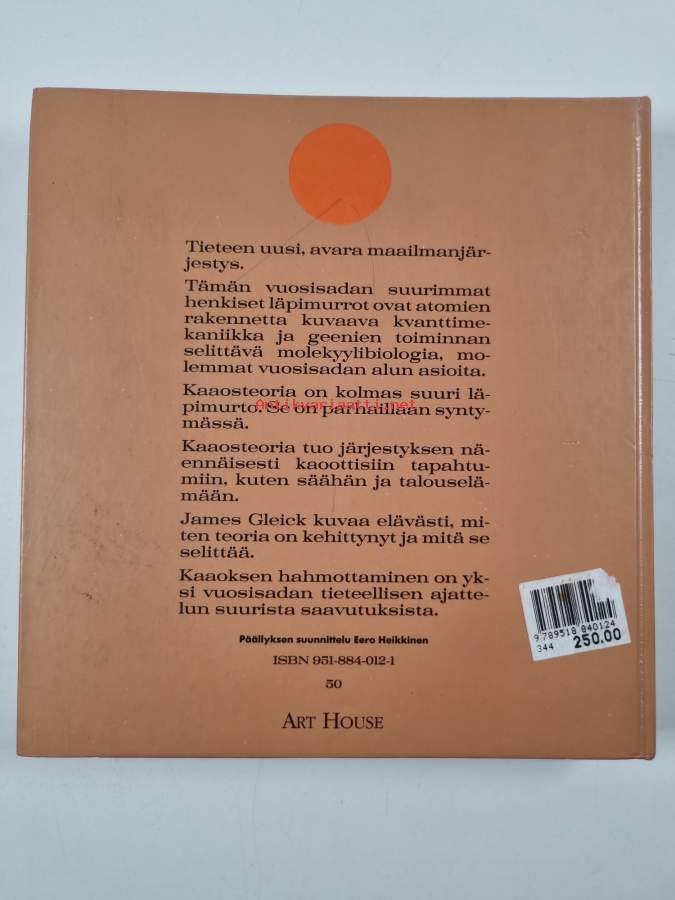 Tieteen uusi, avara maailmanjär-
jestys.
Tämän vuosisadan suurimmat
henkiset läpimurrot ovat atomien
rakennetta kuvaava kvanttime-
kaniikka ja geenien toiminnan
selittävä molekyylibiologia, mo-
lemmat vuosisadan alun asioita.
Kaaosteoria on kolmas suuri lä-
pimurto. Se on parhaillaan synty-
mässä.
Antikvariaatti.net
Kaaosteoria tuo järjestyksen nä-
ennäisesti kaoottisiin tapahtu-
miin, kuten säähän ja talouselä-
mään.
James Gleick kuvaa elävästi, mi-
ten teoria on kehittynyt ja mitä se
selittää.
Kaaoksen hahmottaminen on yk-
si vuosisadan tieteellisen ajatte-
lun suurista saavutuksista.
Päällyksen suunnittelu Eero Heikkinen
ISBN 951-884-012-1
50
ART HOUSE
9 789518 840124
344. 250.00